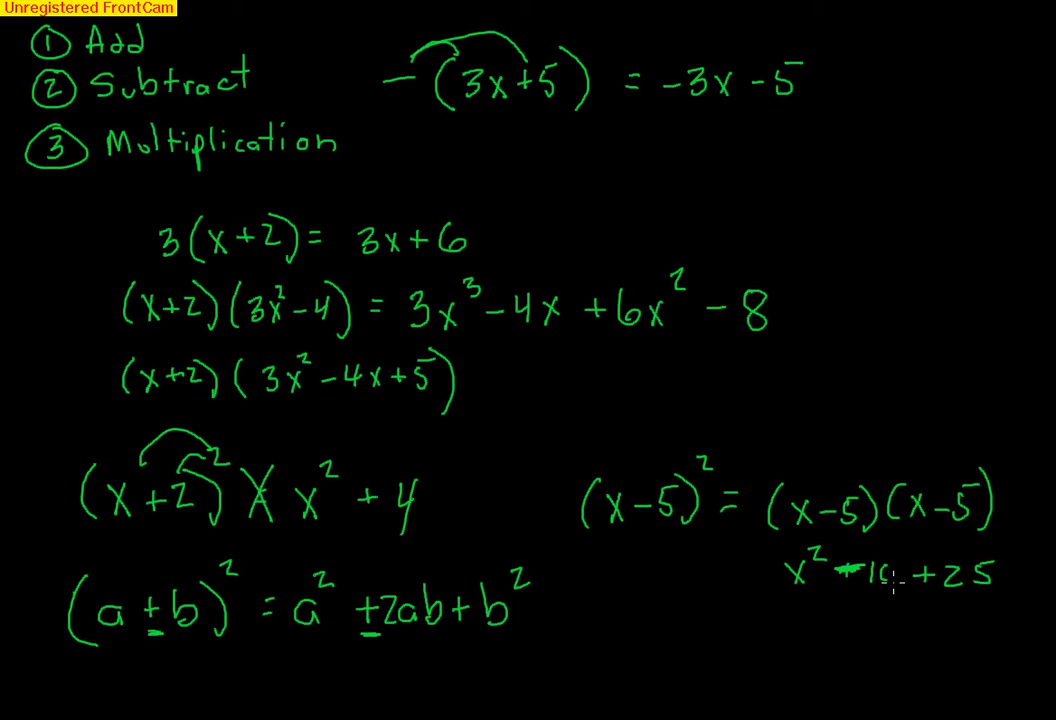 Unregistered FrontCam
① Add
② Subtract
-(3x+5) = -3x -5
③ Multiplication
3(x+2) = 3x+6
(x+2)(3x²-4) = 3x³ -4x +6x² -8
(x+2)(3x²-4x+5)
(x+2)² X x² + 4
(x-5)² = (x-5)(x-5)
x² - 10 +25
(a±b)² = a² ±2ab+b²